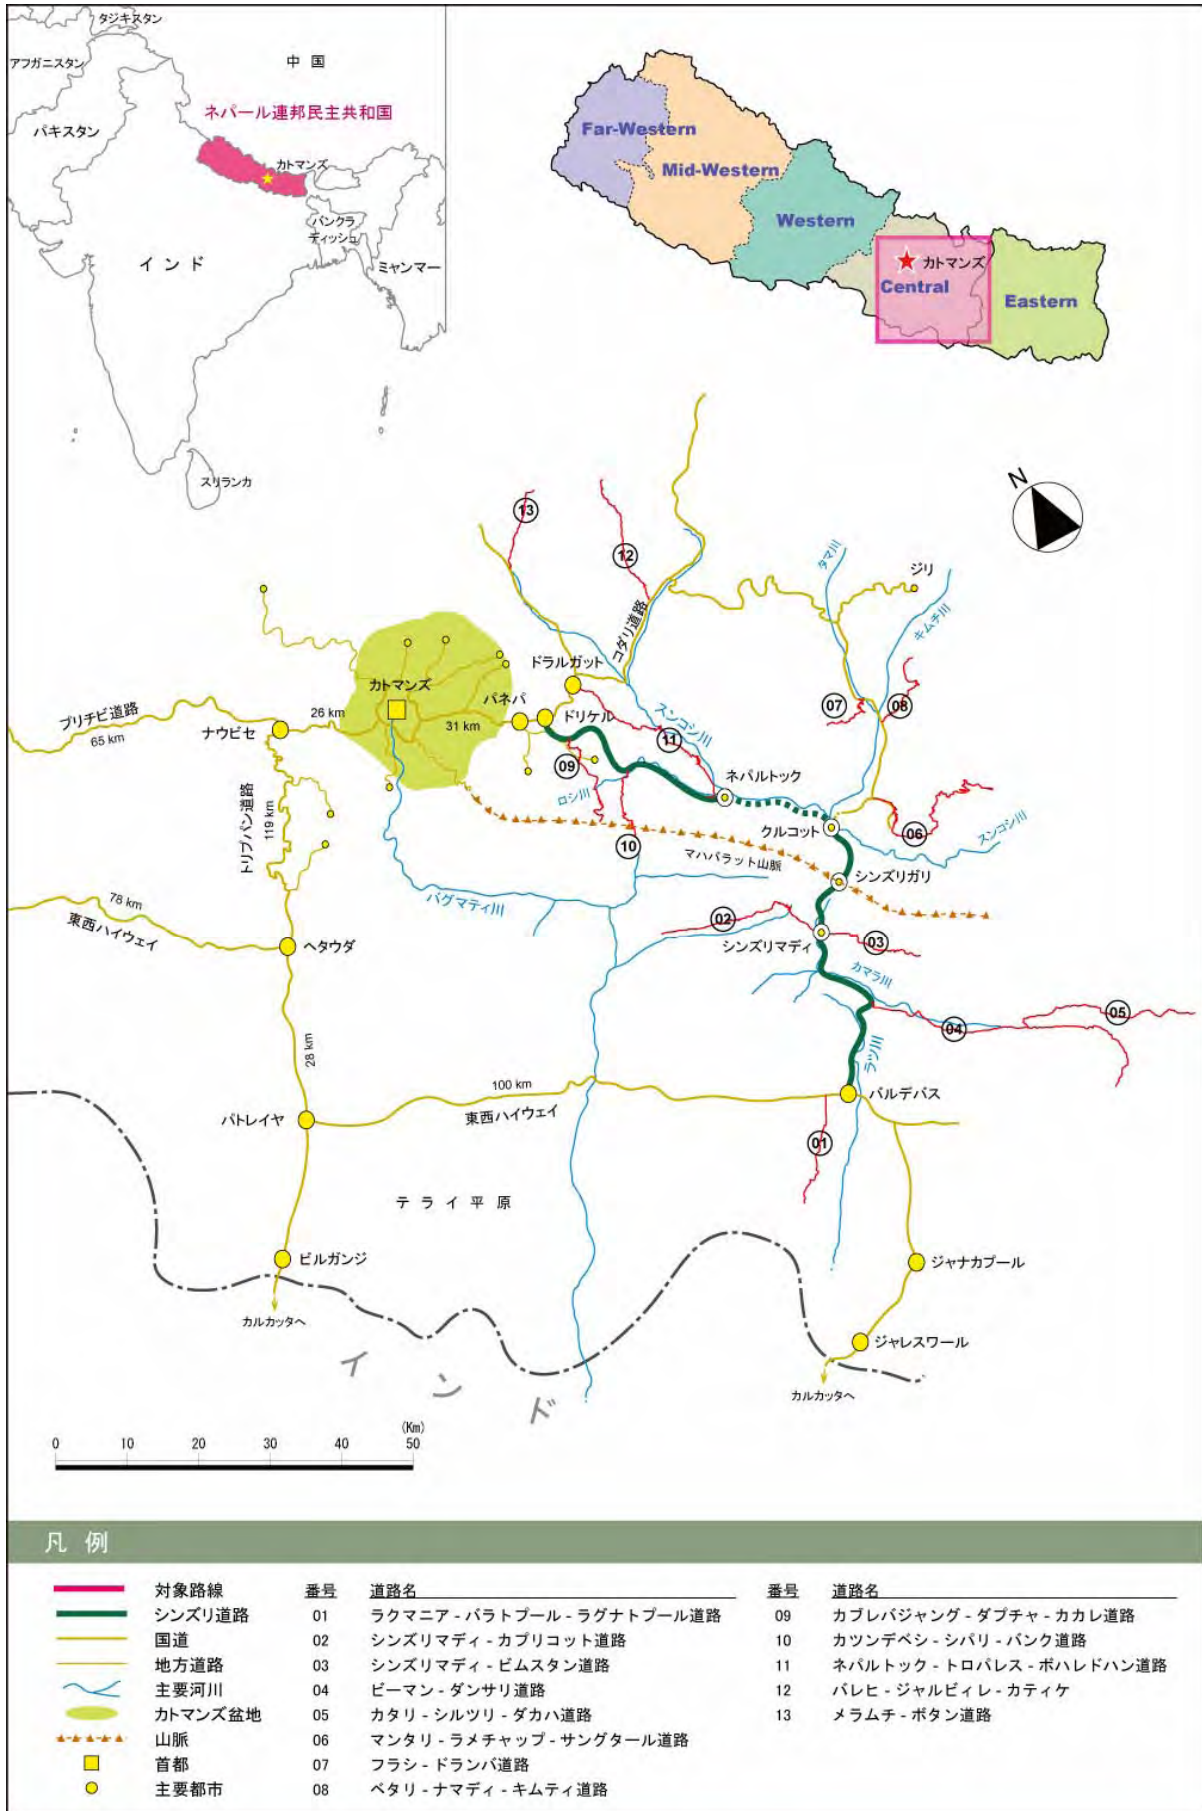 タジキスタン
アフガニスタン
中 国
ネパール連邦民主共和国
パキスタン
カトマンズ
バングラ
ディッシュ
インド
ミャンマー
スリランカ
Far-Western
Mid-Western
Western
カトマンズ
Central
Eastern
N
13
12
コダリ道路
タマ川
ジリ
キムチ川
ドラルガット
カトマンズ
バネパ
ドリケル
スンコシ川
07
08
プリチビ道路
65 km
ナウビセ
26 km
31 km
11
09
ロシ川
ネパルトック
トリブバン道路
119 km
クルコット
06
スンコシ川
10
マハバラット山脈
シンズリガリ
78 km
東西ハイウェイ
バグマティ川
02
シンズリマディ
03
ヘタウダ
カマラ川
05
04
28 km
ラツ川
100 km
東西ハイウェイ
バルデバス
パトレイヤ
01
テ ラ イ 平 原
ビルガンジ
ジャナカプール
カルカッタへ
ジャレスワール
イ ン ド
カルカッタへ
(Km)
0 10 20 30 40 50
凡 例
対象路線 番号 道路名 番号 道路名
シンズリ道路 01 ラクマニア - バラトプール - ラグナトプール道路 09 カブレバジャング - ダプチャ - カカレ道路
国道 02 シンズリマディ - カプリコット道路 10 カツンデベシ - シパリ - バンク道路
地方道路 03 シンズリマディ - ビムスタン道路 11 ネパルトック - トロパレス - ボハレドハン道路
主要河川 04 ビーマン - ダンサリ道路 12 バレヒ - ジャルビィレ - カティケ
カトマンズ盆地 05 カタリ - シルツリ - ダカハ道路 13 メラムチ - ボタン道路
山脈 06 マンタリ - ラメチャップ - サングタール道路
首都 07 フラシ - ドランバ道路
主要都市 08 ベタリ - ナマディ - キムティ道路